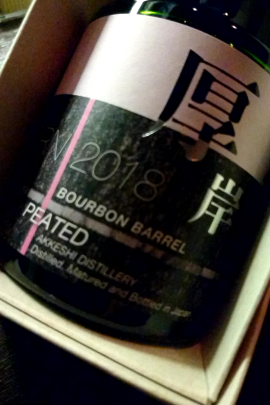 厚岸
2018
BOURBON BARREL
PEATED
AKKESHI DISTILLERY
Distilled, Matured and Bottled in Japan